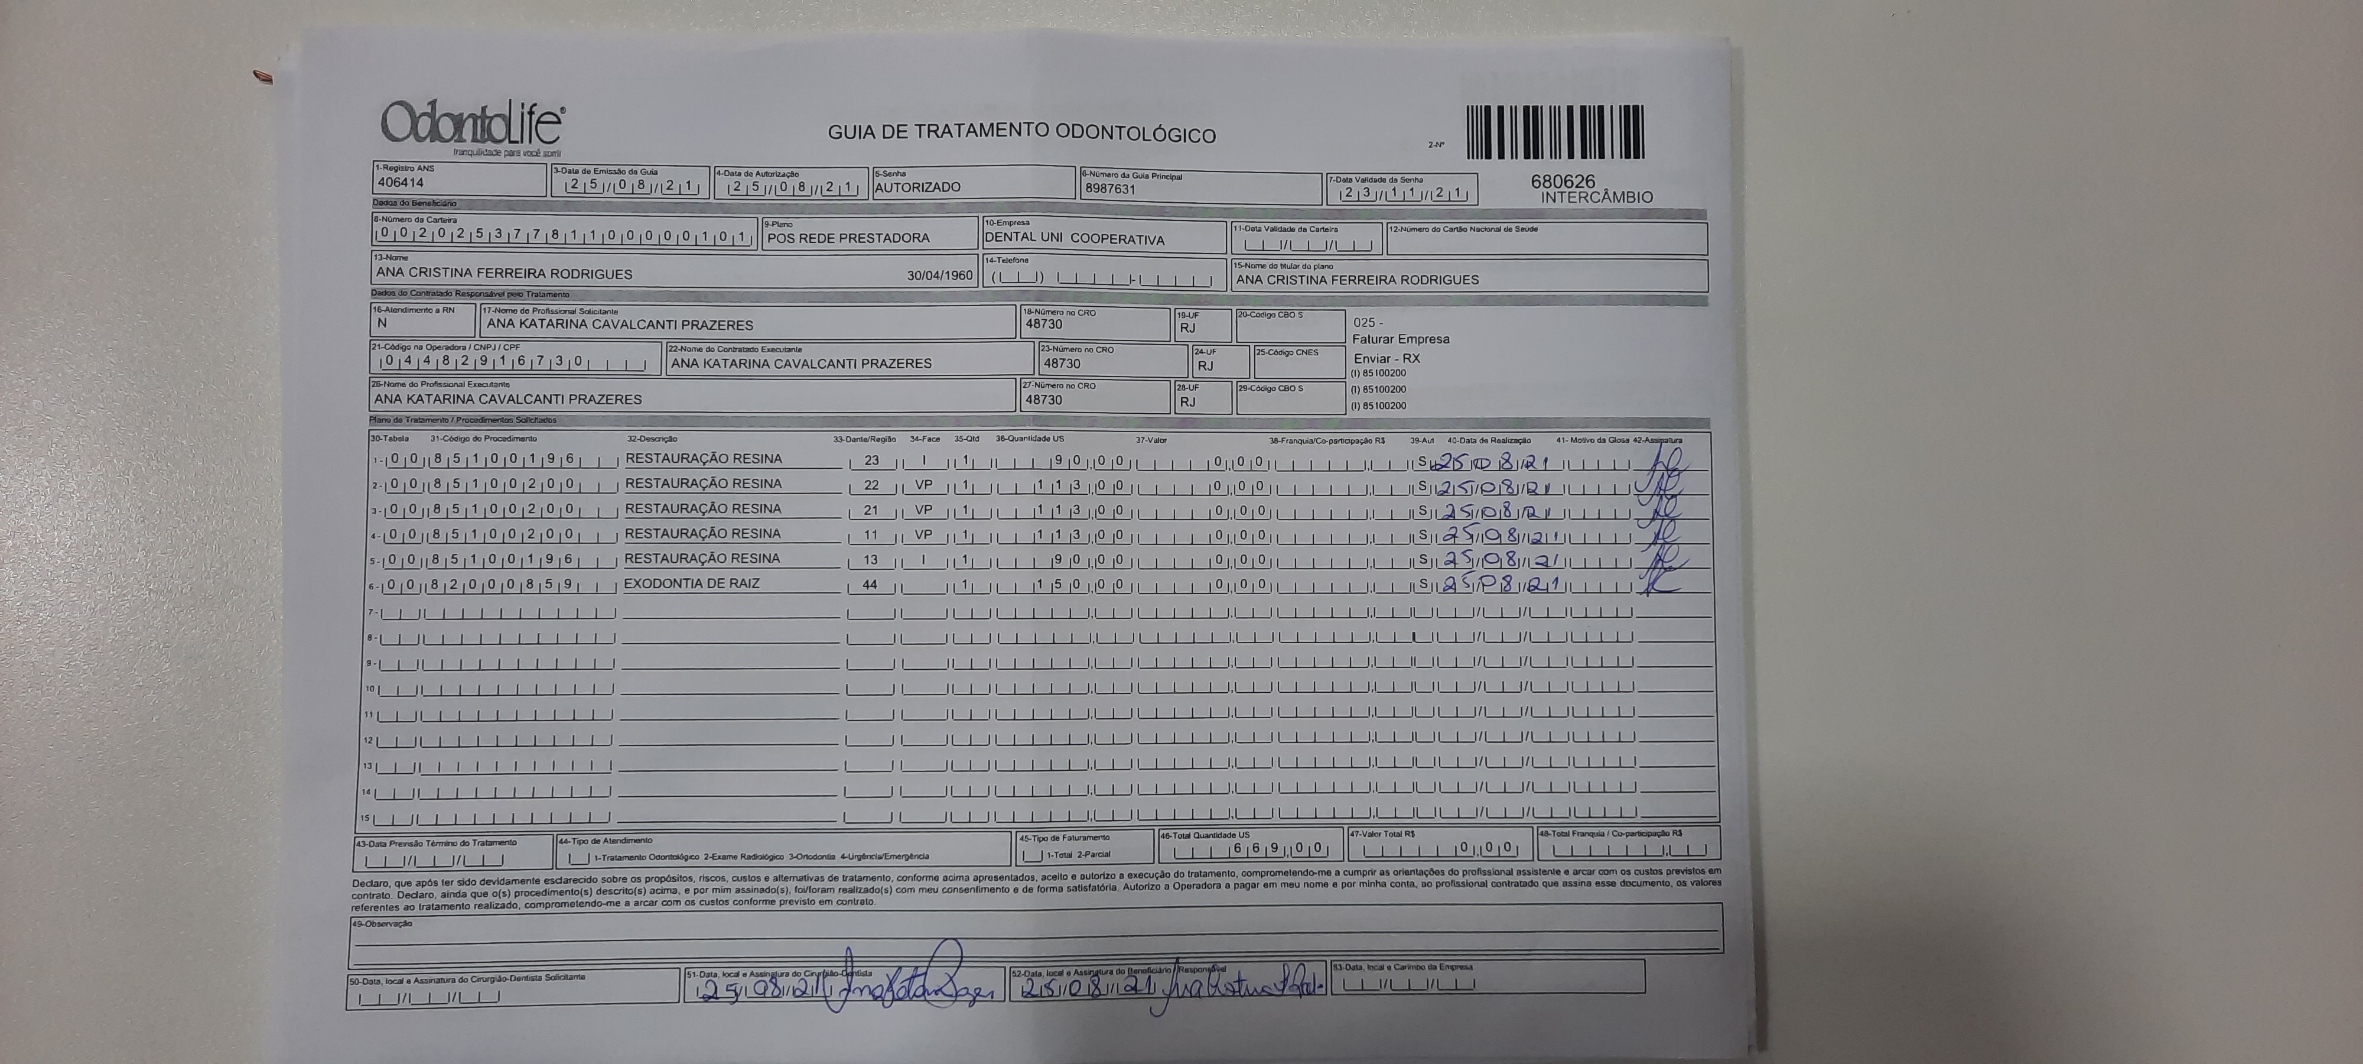 OdontoLife®
tranquilidade para você sorrir
GUIA DE TRATAMENTO ODONTOLÓGICO
2-Nº
680626
INTERCÂMBIO
1-Registro ANS 3-Data de Emissão da Guia 4-Data de Autorização 5-Senha 6-Número da Guia Principal 7-Data Validade da Senha
406414 25/08/21 25/08/21 AUTORIZADO 8987631 23/11/21
Dados do Beneficiário
8-Número da Carteira 9-Plano 10-Empresa 11-Data Validade da Carteira 12-Número do Cartão Nacional de Saúde
00202537781100000101 POS REDE PRESTADORA DENTAL UNI COOPERATIVA
13-Nome 14-Telefone 15-Nome do titular do plano
ANA CRISTINA FERREIRA RODRIGUES 30/04/1960 ANA CRISTINA FERREIRA RODRIGUES
Dados do Contratado Responsável pelo Tratamento
16-Atendimento a RN 17-Nome do Profissional Solicitante 18-Número no CRO 19-UF 20-Código CBO S
N ANA KATARINA CAVALCANTI PRAZERES 48730 RJ
025 -
Faturar Empresa
21-Código na Operadora / CNPJ / CPF 22-Nome do Contratado Executante 23-Número no CRO 24-UF 25-Código CNES
04482916730 ANA KATARINA CAVALCANTI PRAZERES 48730 RJ
Enviar - RX
(I) 85100200
26-Nome do Profissional Executante 27-Número no CRO 28-UF 29-Código CBO S
ANA KATARINA CAVALCANTI PRAZERES 48730 RJ
(I) 85100200
(I) 85100200
Plano de Tratamento / Procedimentos Solicitados
30-Tabela 31-Código do Procedimento 32-Descrição 33-Dente/Região 34-Face 35-Qtd 36-Quantidade US 37-Valor 38-Franquia/Co-participação R$ 39-Aut 40-Data de Realização 41- Motivo da Glosa 42-Assinatura
1- 00 85100196 RESTAURAÇÃO RESINA 23 I 1 90,00 0,00 S 25/08/21
2- 00 85100200 RESTAURAÇÃO RESINA 22 VP 1 113,00 0,00 S 25/08/21
3- 00 85100200 RESTAURAÇÃO RESINA 21 VP 1 113,00 0,00 S 25/08/21
4- 00 85100200 RESTAURAÇÃO RESINA 11 VP 1 113,00 0,00 S 25/08/21
5- 00 85100196 RESTAURAÇÃO RESINA 13 I 1 90,00 0,00 S 25/08/21
6- 00 82000859 EXODONTIA DE RAIZ 44 1 150,00 0,00 S 25/08/21
7-
8-
9-
10
11
12
13
14
15
43-Data Previsão Término do Tratamento 44-Tipo de Atendimento 45-Tipo de Faturamento 46-Total Quantidade US 47-Valor Total R$ 48-Total Franquia / Co-participação R$
1-Tratamento Odontológico 2-Exame Radiológico 3-Ortodontia 4-Urgência/Emergência 1-Total 2-Parcial 669,00 0,00
Declaro, que após ter sido devidamente esclarecido sobre os propósitos, riscos, custos e alternativas de tratamento, conforme acima apresentados, aceito e autorizo a execução do tratamento, comprometendo-me a cumprir as orientações do profissional assistente e arcar com os custos previstos em
contrato. Declaro, ainda que o(s) procedimento(s) descrito(s) acima, e por mim assinado(s), foi/foram realizado(s) com meu consentimento e de forma satisfatória. Autorizo a Operadora a pagar em meu nome e por minha conta, ao profissional contratado que assina esse documento, os valores
referentes ao tratamento realizado, comprometendo-me a arcar com os custos conforme previsto em contrato.
49-Observação
50-Data, local e Assinatura do Cirurgião-Dentista Solicitante 51-Data, local e Assinatura do Cirurgião-Dentista 52-Data, local e Assinatura do Beneficiário / Responsável 53-Data, local e Carimbo da Empresa
25/08/21 25/08/21